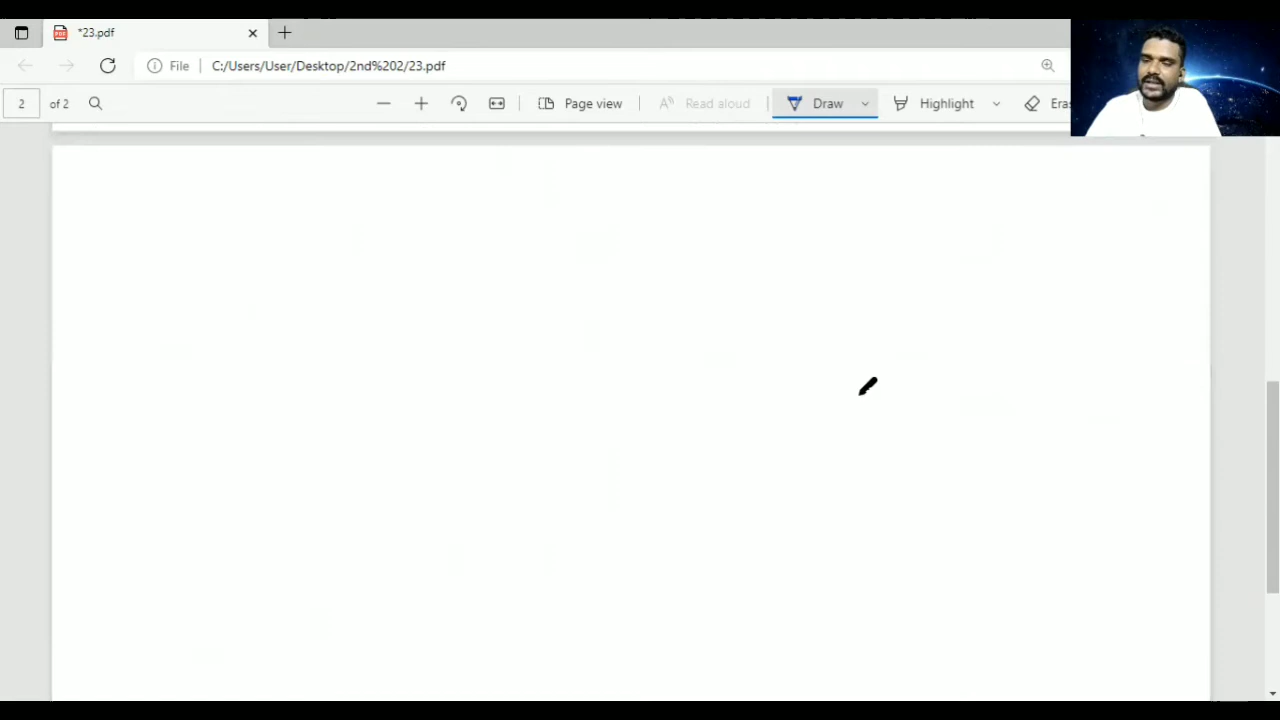 *23.pdf
File C:/Users/User/Desktop/2nd%202/23.pdf
2 of 2 Page view Read aloud Draw Highlight